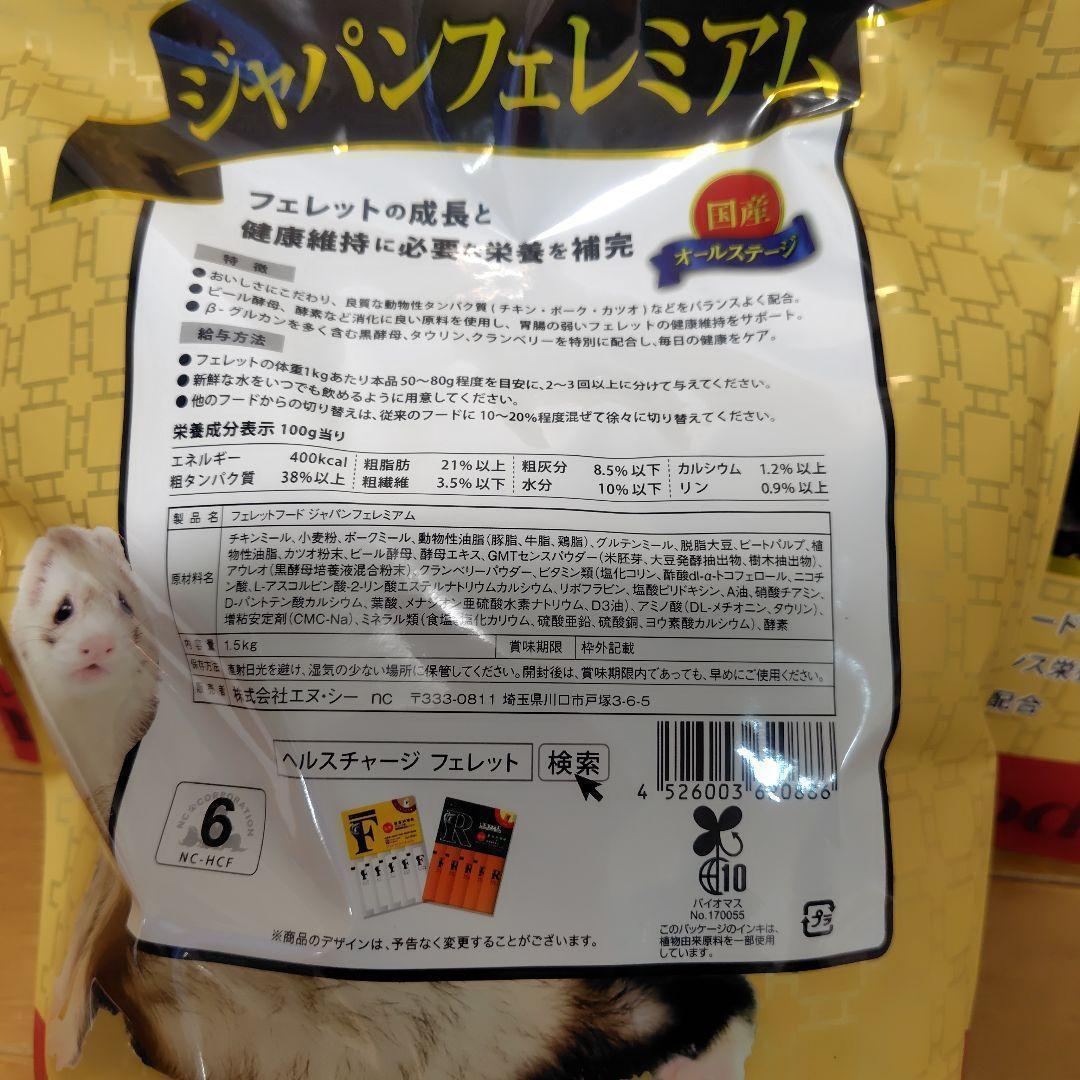 ジャパンフェレミアム
フェレットの成長と
健康維持に必要な栄養を補完
国産
オールステージ
特徴
●おいしさにこだわり、良質な動物性タンパク質(チキン・ポーク・カツオ)などをバランスよく配合。
●ビール酵母、酵素など消化に良い原料を使用し、胃腸の弱いフェレットの健康維持をサポート。
●β-グルカンを多く含む黒酵母、タウリン、クランベリーを特別に配合し、毎日の健康をケア。
給与方法
●フェレットの体重1kgあたり本品50〜80g程度を目安に、2〜3回以上に分けて与えてください。
●新鮮な水をいつでも飲めるように用意してください。
●他のフードからの切り替えは、従来のフードに10〜20%程度混ぜて徐々に切り替えてください。
栄養成分表示 100g当り
エネルギー 400kcal 粗脂肪 21%以上 粗灰分 8.5%以下 カルシウム 1.2%以上
粗タンパク質 38%以上 粗繊維 3.5%以下 水分 10%以下 リン 0.9%以上
製品名 フェレットフード ジャパンフェレミアム
原材料名 チキンミール、小麦粉、ポークミール、動物性油脂(豚脂、牛脂、鶏脂)、グルテンミール、脱脂大豆、ビートパルプ、植
物性油脂、カツオ粉末、ビール酵母、酵母エキス、GMTセンスパウダー(米胚芽、大豆発酵抽出物、樹木抽出物)、
アウレオ(黒酵母培養液混合粉末)、クランベリーパウダー、ビタミン類(塩化コリン、酢酸dl-α-トコフェロール、ニコチ
ン酸、L-アスコルビン酸-2-リン酸エステルナトリウムカルシウム、リボフラビン、塩酸ピリドキシン、A油、硝酸チアミン、
D-パントテン酸カルシウム、葉酸、メナジオン亜硫酸水素ナトリウム、D3油)、アミノ酸(DL-メチオニン、タウリン)、
増粘安定剤(CMC-Na)、ミネラル類(食塩、塩化カリウム、硫酸亜鉛、硫酸銅、ヨウ素酸カルシウム)、酵素
内容量 1.5kg 賞味期限 枠外記載
保存方法 直射日光を避け、湿気の少ない場所に保管してください。開封後は、賞味期限内であっても、早めにご使用ください。
販売者 株式会社エヌ・シー nc 〒333-0811 埼玉県川口市戸塚3-6-5
ヘルスチャージ フェレット 検索
4 526003
NC CORPORATION
6
NC-HCF
F
R
10
バイオマス
No.170055
このパッケージのインキは、
植物由来原料を一部使用
しています。
プラ
※商品のデザインは、予告なく変更することがございます。
配合